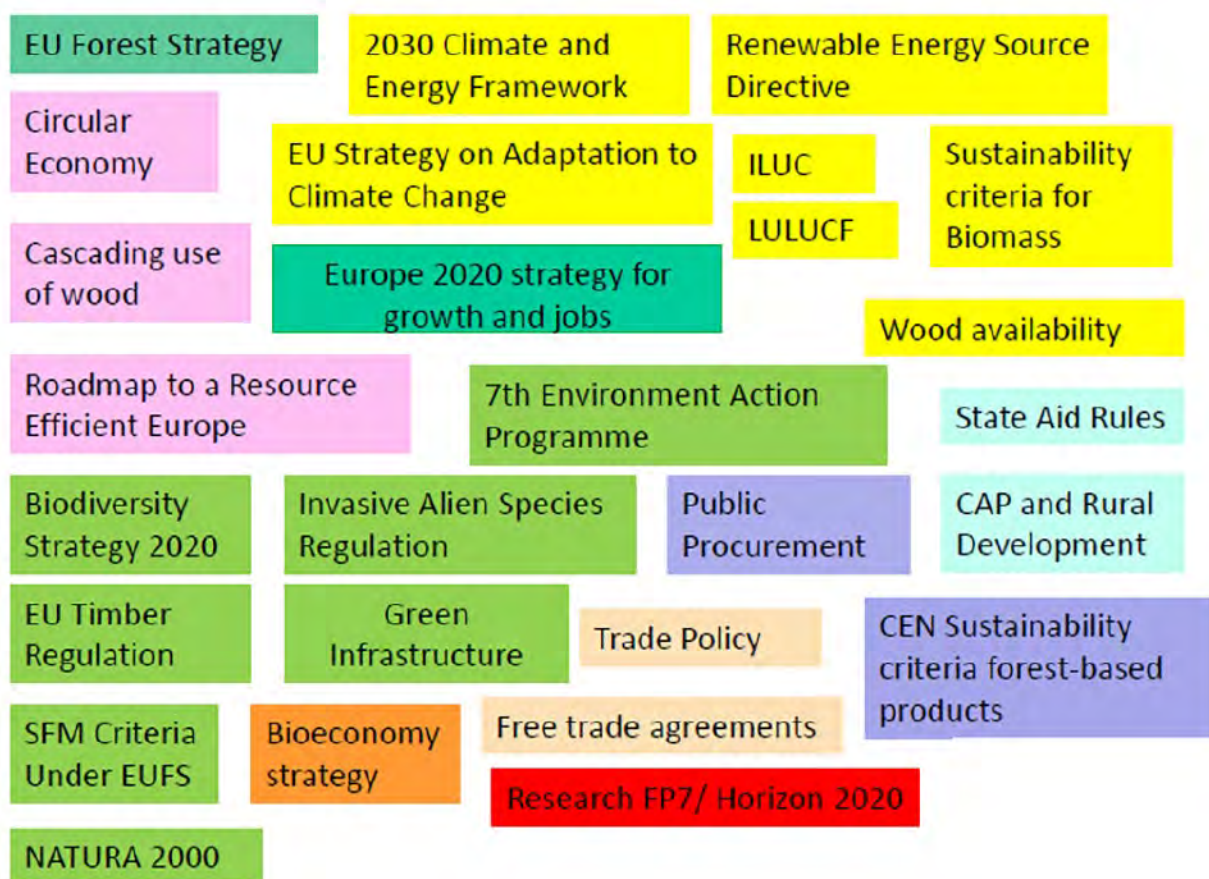 EU Forest Strategy
2030 Climate and
Energy Framework
Renewable Energy Source
Directive
Circular
Economy
EU Strategy on Adaptation to
Climate Change
ILUC
LULUCF
Sustainability
criteria for
Biomass
Cascading use
of wood
Europe 2020 strategy for
growth and jobs
Wood availability
Roadmap to a Resource
Efficient Europe
7th Environment Action
Programme
State Aid Rules
Biodiversity
Strategy 2020
Invasive Alien Species
Regulation
Public
Procurement
CAP and Rural
Development
EU Timber
Regulation
Green
Infrastructure
Trade Policy
CEN Sustainability
criteria forest-based
products
SFM Criteria
Under EUFS
Bioeconomy
strategy
Free trade agreements
Research FP7/ Horizon 2020
NATURA 2000